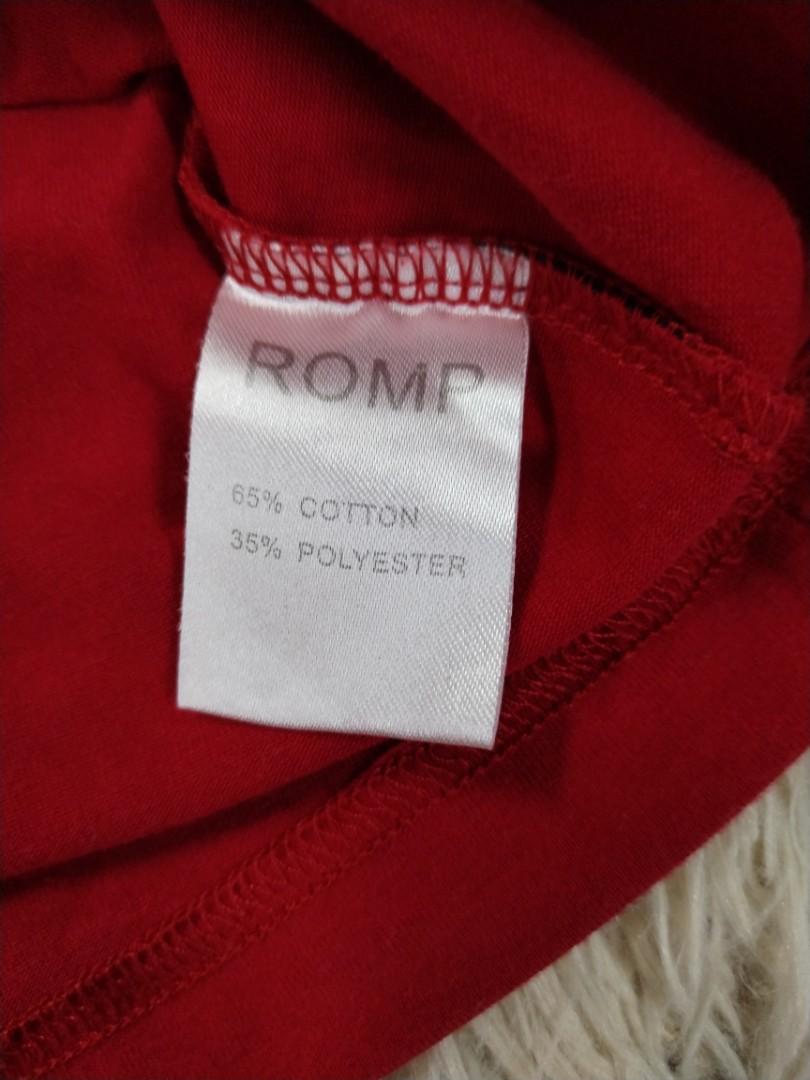 ROMP
65% COTTON
35% POLYESTER